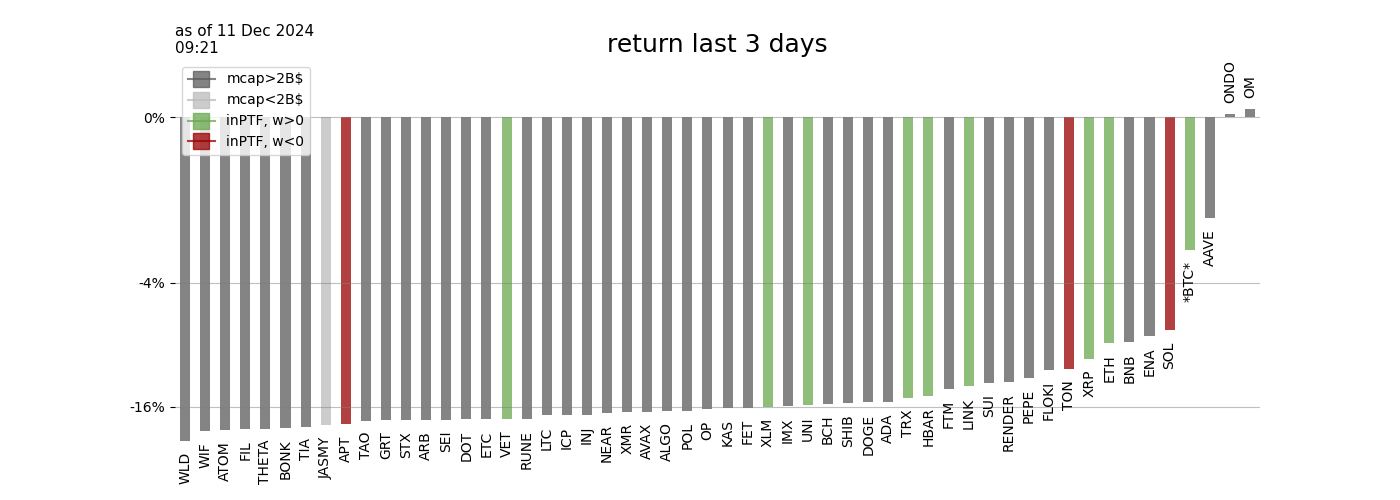 as of 11 Dec 2024
09:21
return last 3 days
mcap>2B$
mcap<2B$
inPTF, w>0
inPTF, w<0
0%
-4%
-16%
WLD
WIF
ATOM
FIL
THETA
BONK
TIA
JASMY
APT
TAO
GRT
STX
ARB
SEI
DOT
ETC
VET
RUNE
LTC
ICP
INJ
NEAR
XMR
AVAX
ALGO
POL
OP
KAS
FET
XLM
IMX
UNI
BCH
SHIB
DOGE
ADA
TRX
HBAR
FTM
LINK
SUI
RENDER
PEPE
FLOKI
TON
XRP
ETH
BNB
ENA
SOL
*BTC*
AAVE
ONDO
OM